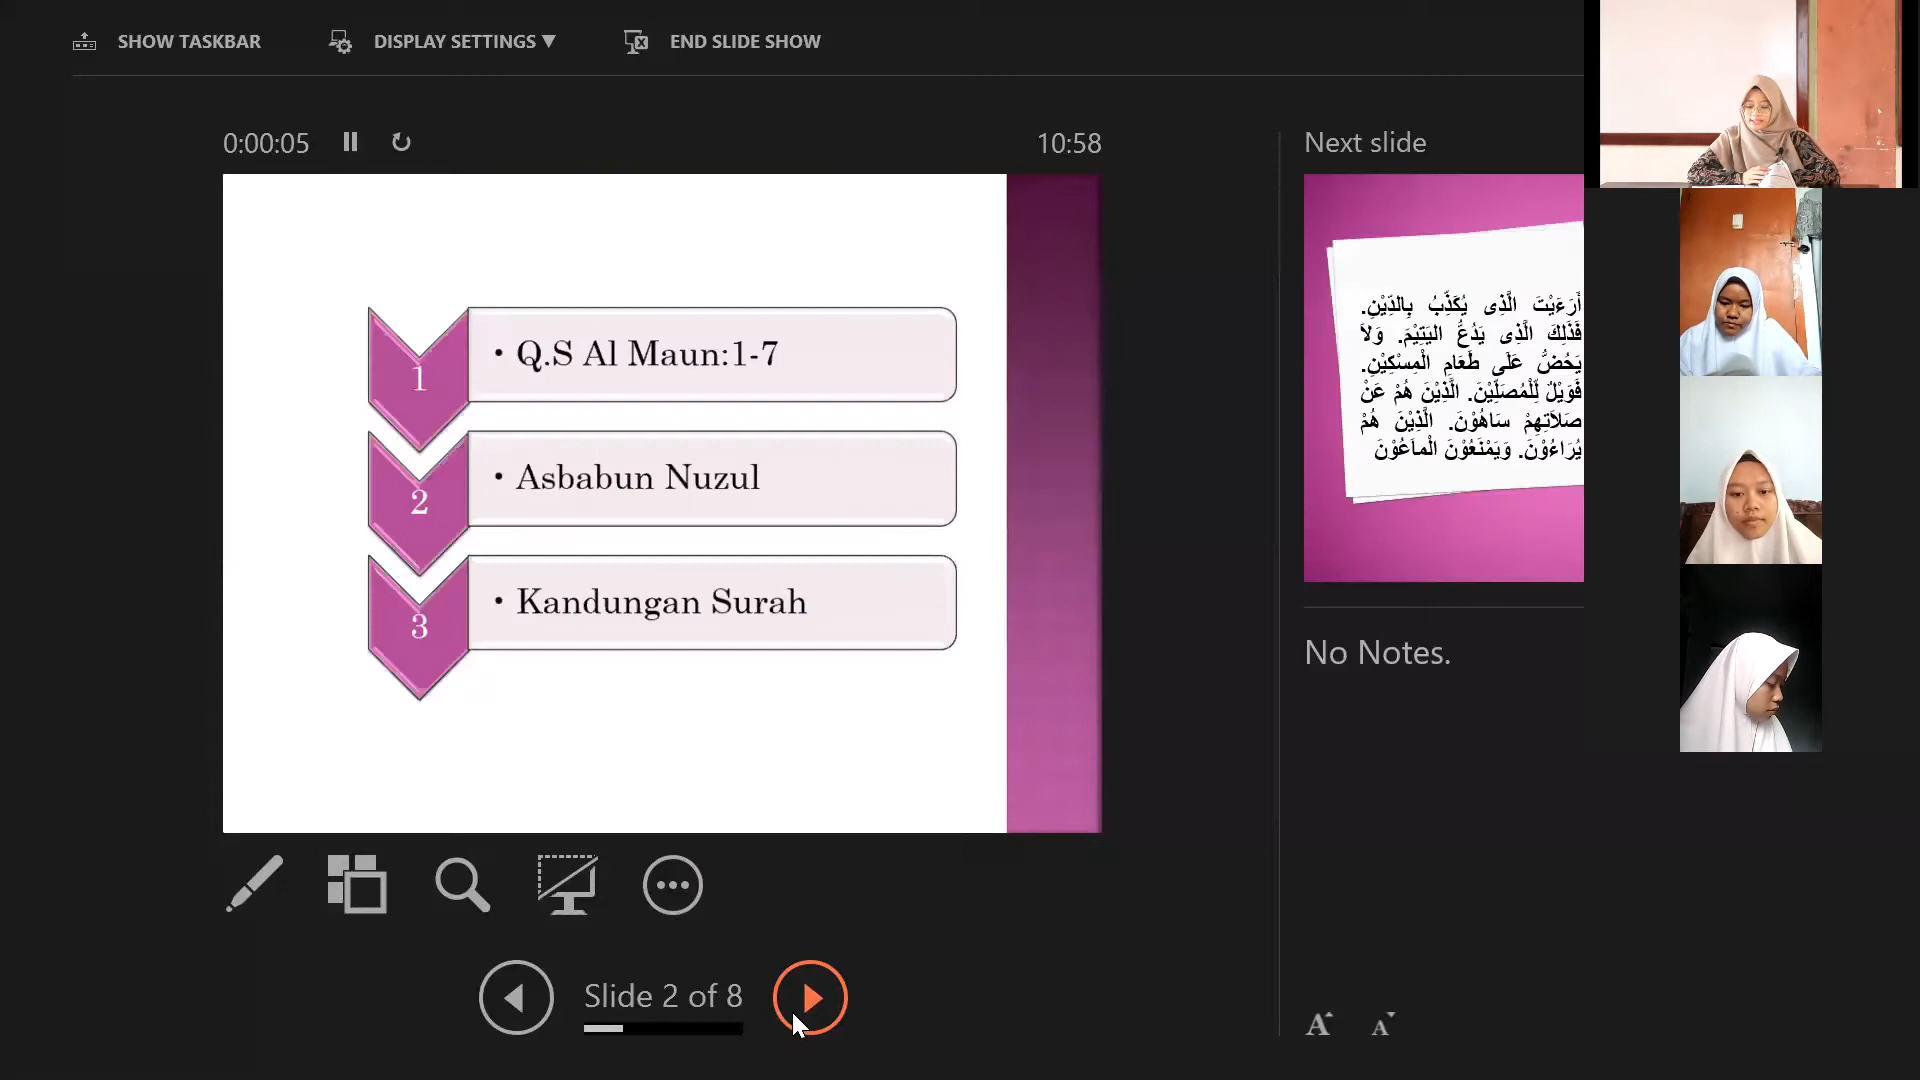 SHOW TASKBAR
DISPLAY SETTINGS ▼
END SLIDE SHOW
0:00:05
10:58
Next slide
1
• Q.S Al Maun:1-7
2
• Asbabun Nuzul
3
• Kandungan Surah
أَرَءَيْتَ الَّذِى يُكَذِّبُ بِالدِّيْنِ.
فَذَلِكَ الَّذِى يَدُعُّ اليَتِيْمَ. وَلاَ
يَحُضُّ عَلَى طَعَامِ الْمِسْكِيْنِ.
فَوَيْلٌ لِّلْمُصَلِّيْنَ. الَّذِيْنَ هُمْ عَنْ
صَلاَتِهِمْ سَاهُوْنَ. الَّذِيْنَ هُمْ
يُرَاءُوْنَ. وَيَمْنَعُوْنَ الْماَعُوْنَ
No Notes.
Slide 2 of 8
A A